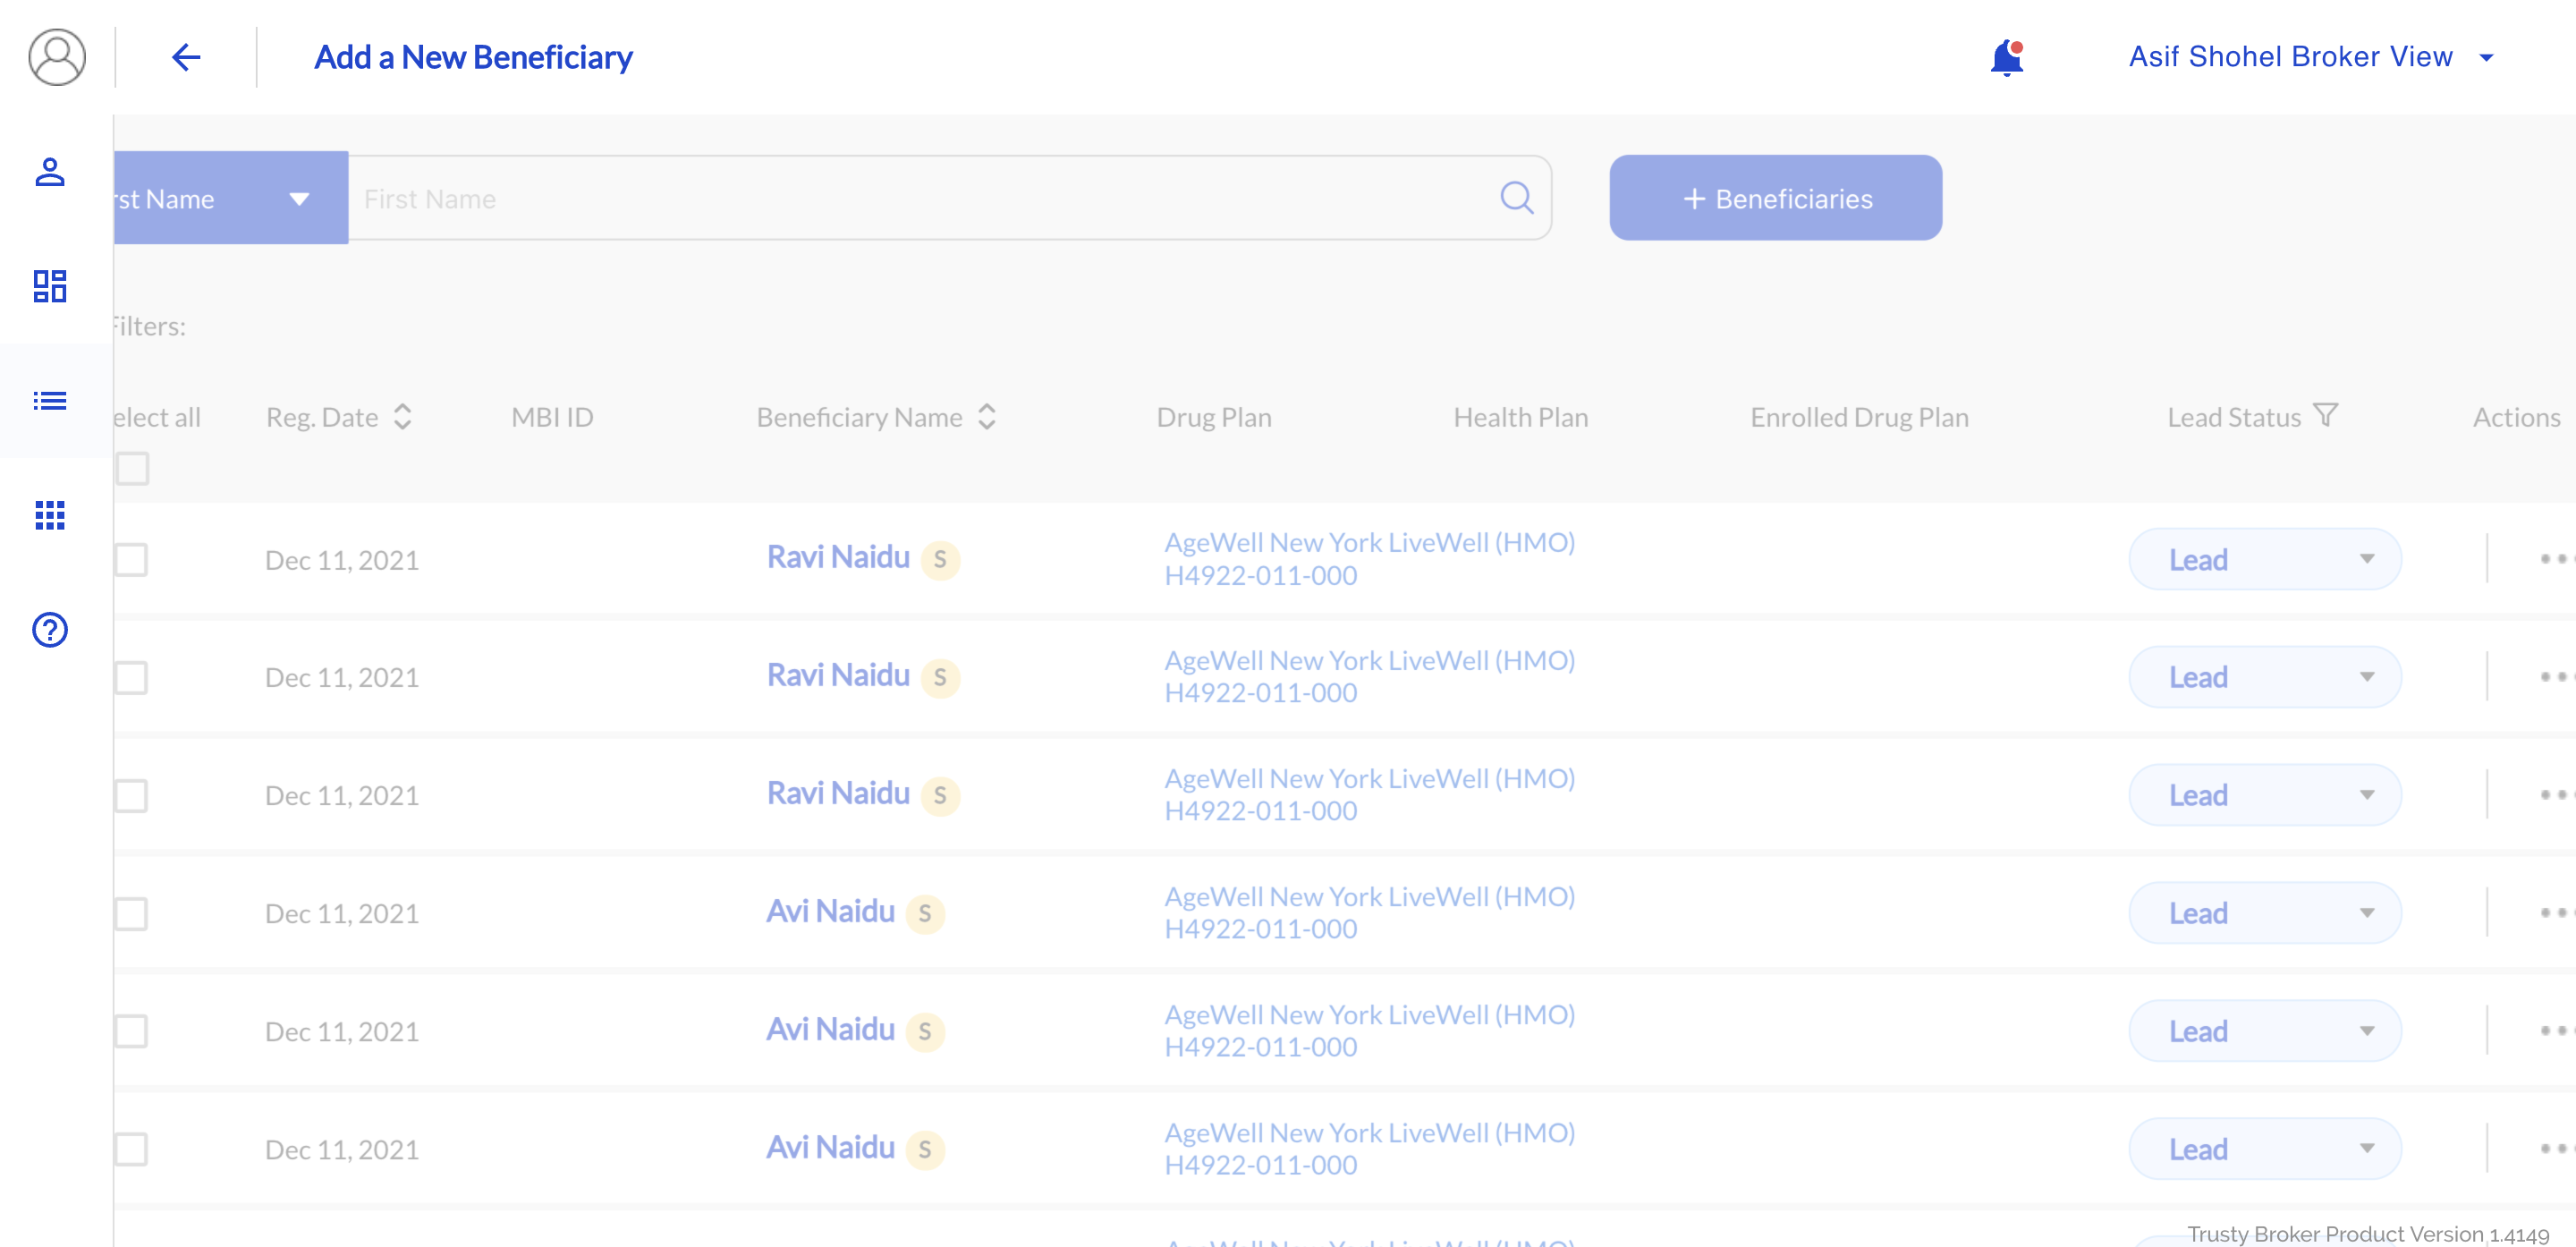 Add a New Beneficiary
Asif Shohel Broker View
rst Name
First Name
+ Beneficiaries
Filters:
elect all Reg. Date MBI ID Beneficiary Name Drug Plan Health Plan Enrolled Drug Plan Lead Status Actions
Dec 11, 2021 Ravi Naidu S AgeWell New York LiveWell (HMO) Lead
H4922-011-000
Dec 11, 2021 Ravi Naidu S AgeWell New York LiveWell (HMO) Lead
H4922-011-000
Dec 11, 2021 Ravi Naidu S AgeWell New York LiveWell (HMO) Lead
H4922-011-000
Dec 11, 2021 Avi Naidu S AgeWell New York LiveWell (HMO) Lead
H4922-011-000
Dec 11, 2021 Avi Naidu S AgeWell New York LiveWell (HMO) Lead
H4922-011-000
Dec 11, 2021 Avi Naidu S AgeWell New York LiveWell (HMO) Lead
H4922-011-000
Trusty Broker Product Version 1.4149